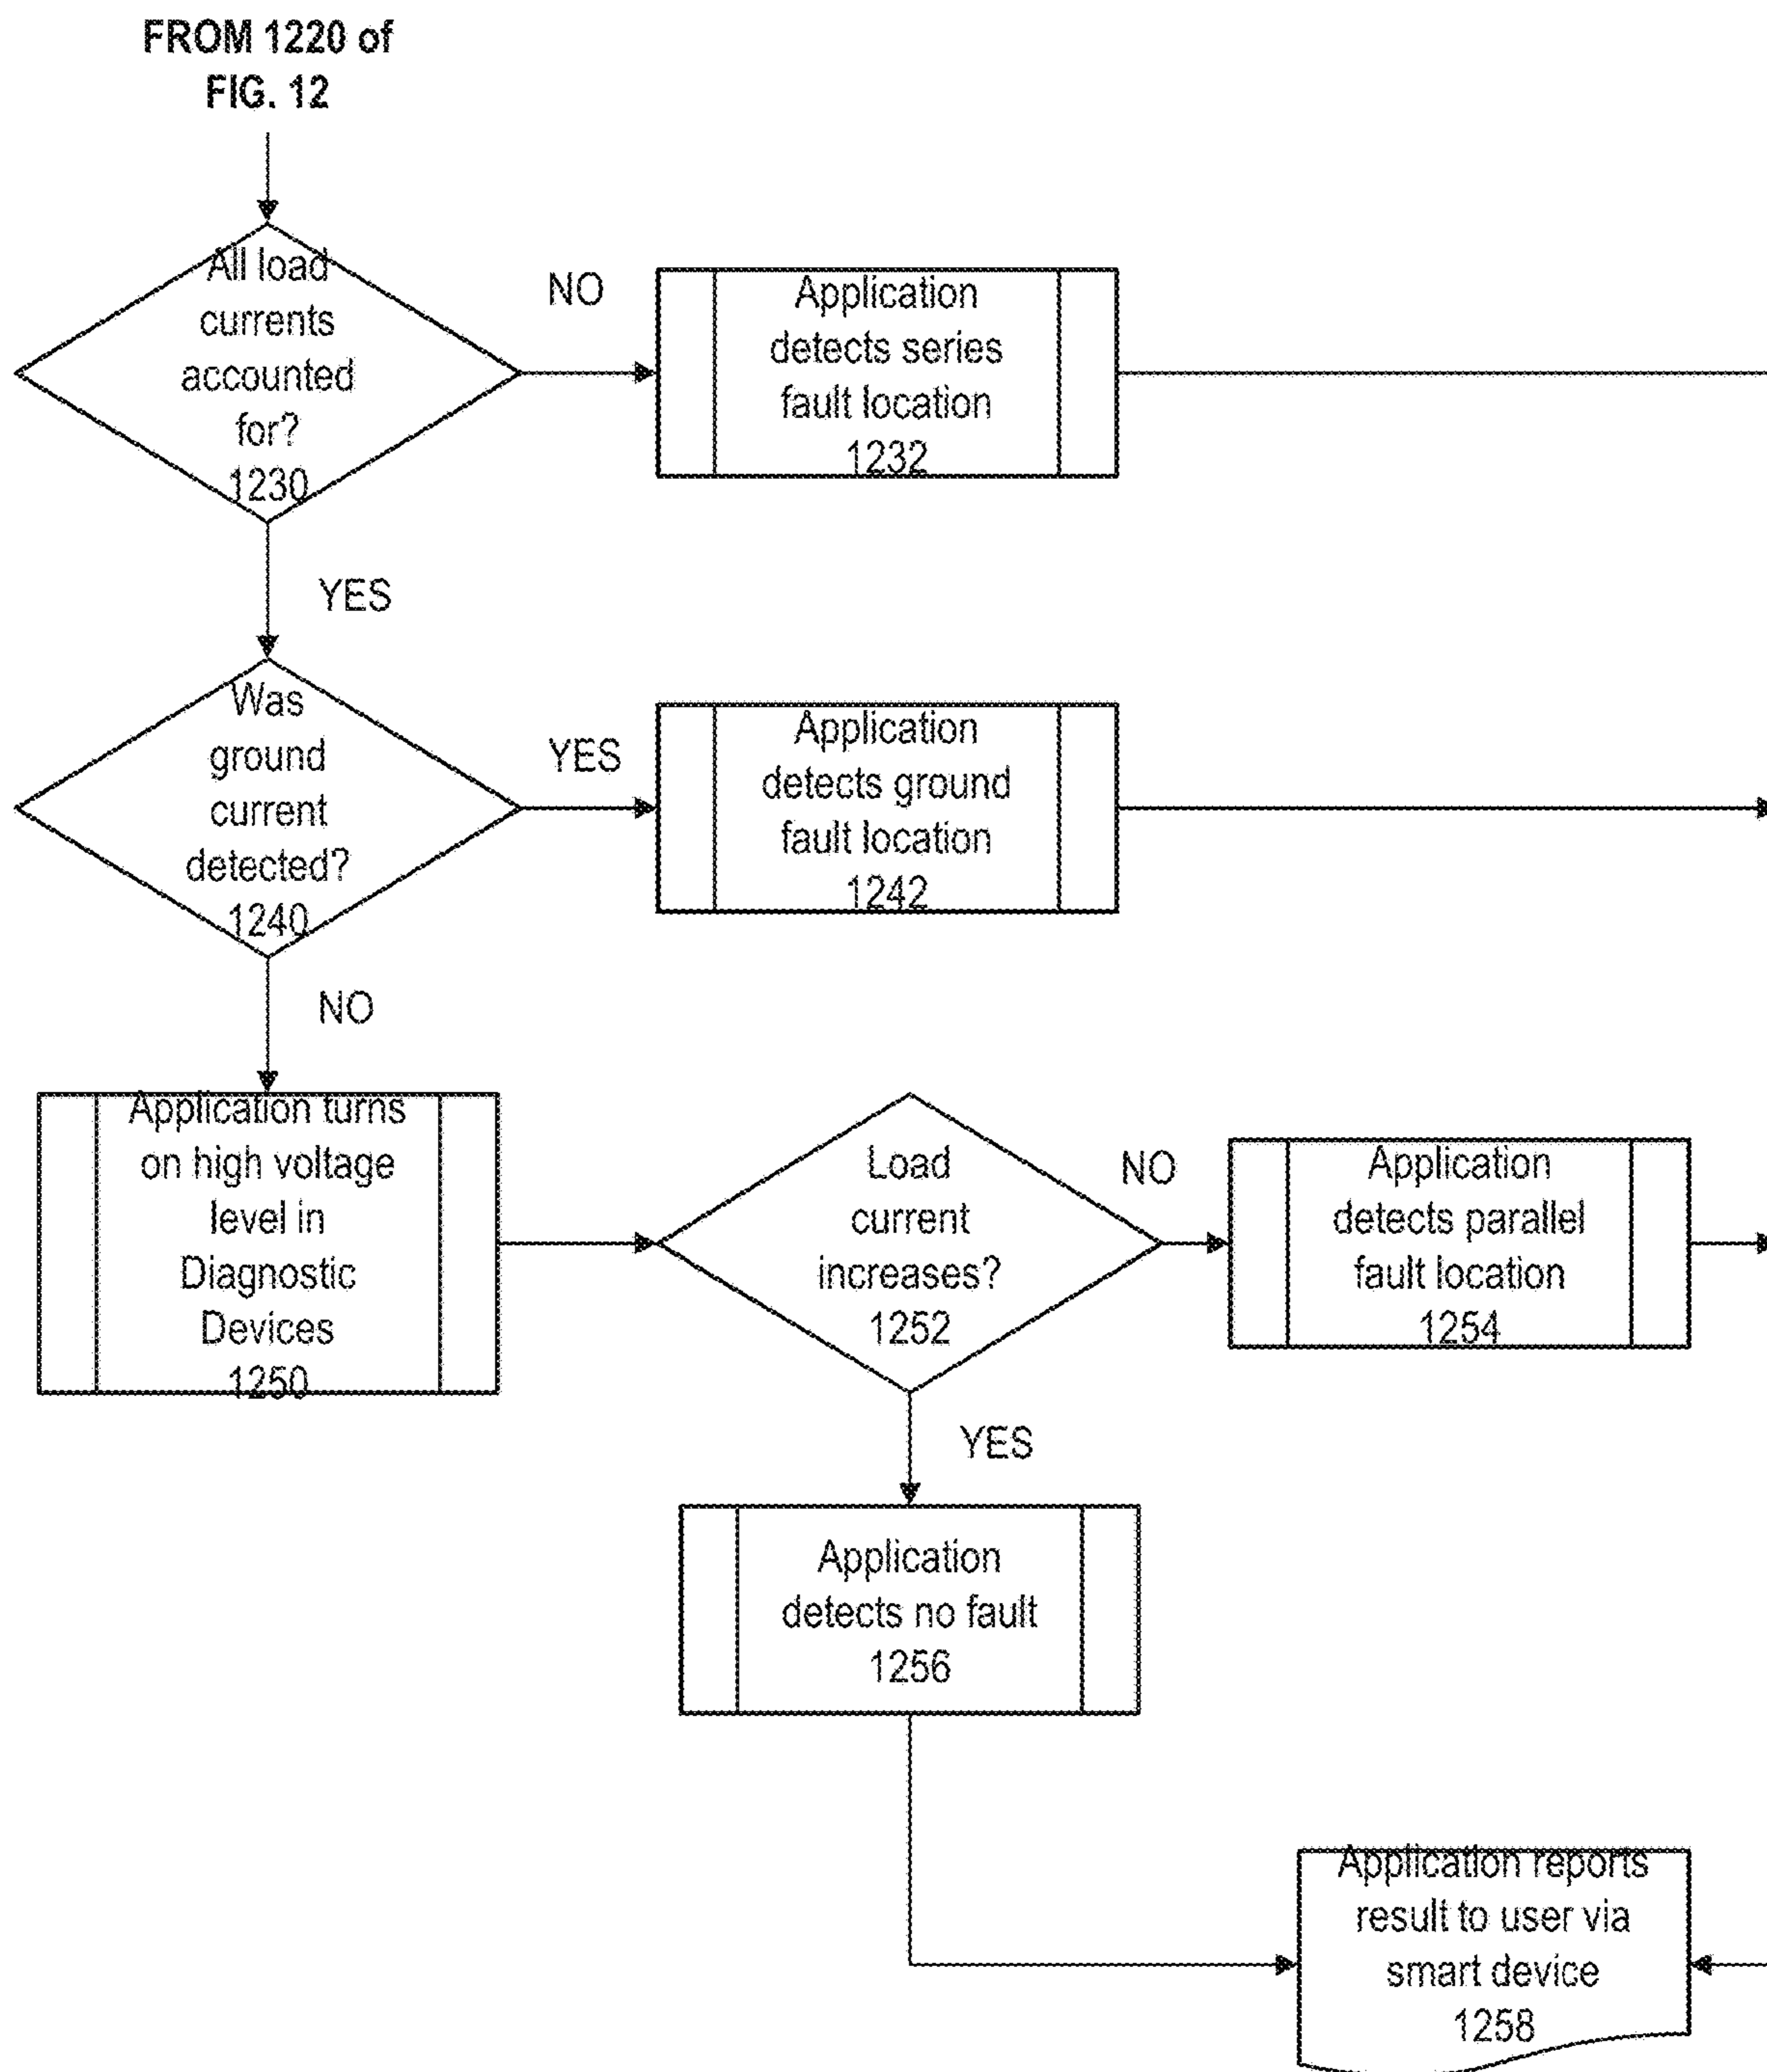 FROM 1220 of
FIG. 12
All load
currents
accounted
for?
1230
NO
Application
detects series
fault location
1232
YES
Was
ground
current
detected?
1240
YES
Application
detects ground
fault location
1242
NO
Application turns
on high voltage
level in
Diagnostic
Devices
1250
Load
current
increases?
1252
NO
Application
detects parallel
fault location
1254
YES
Application
detects no fault
1256
Application reports
result to user via
smart device
1258